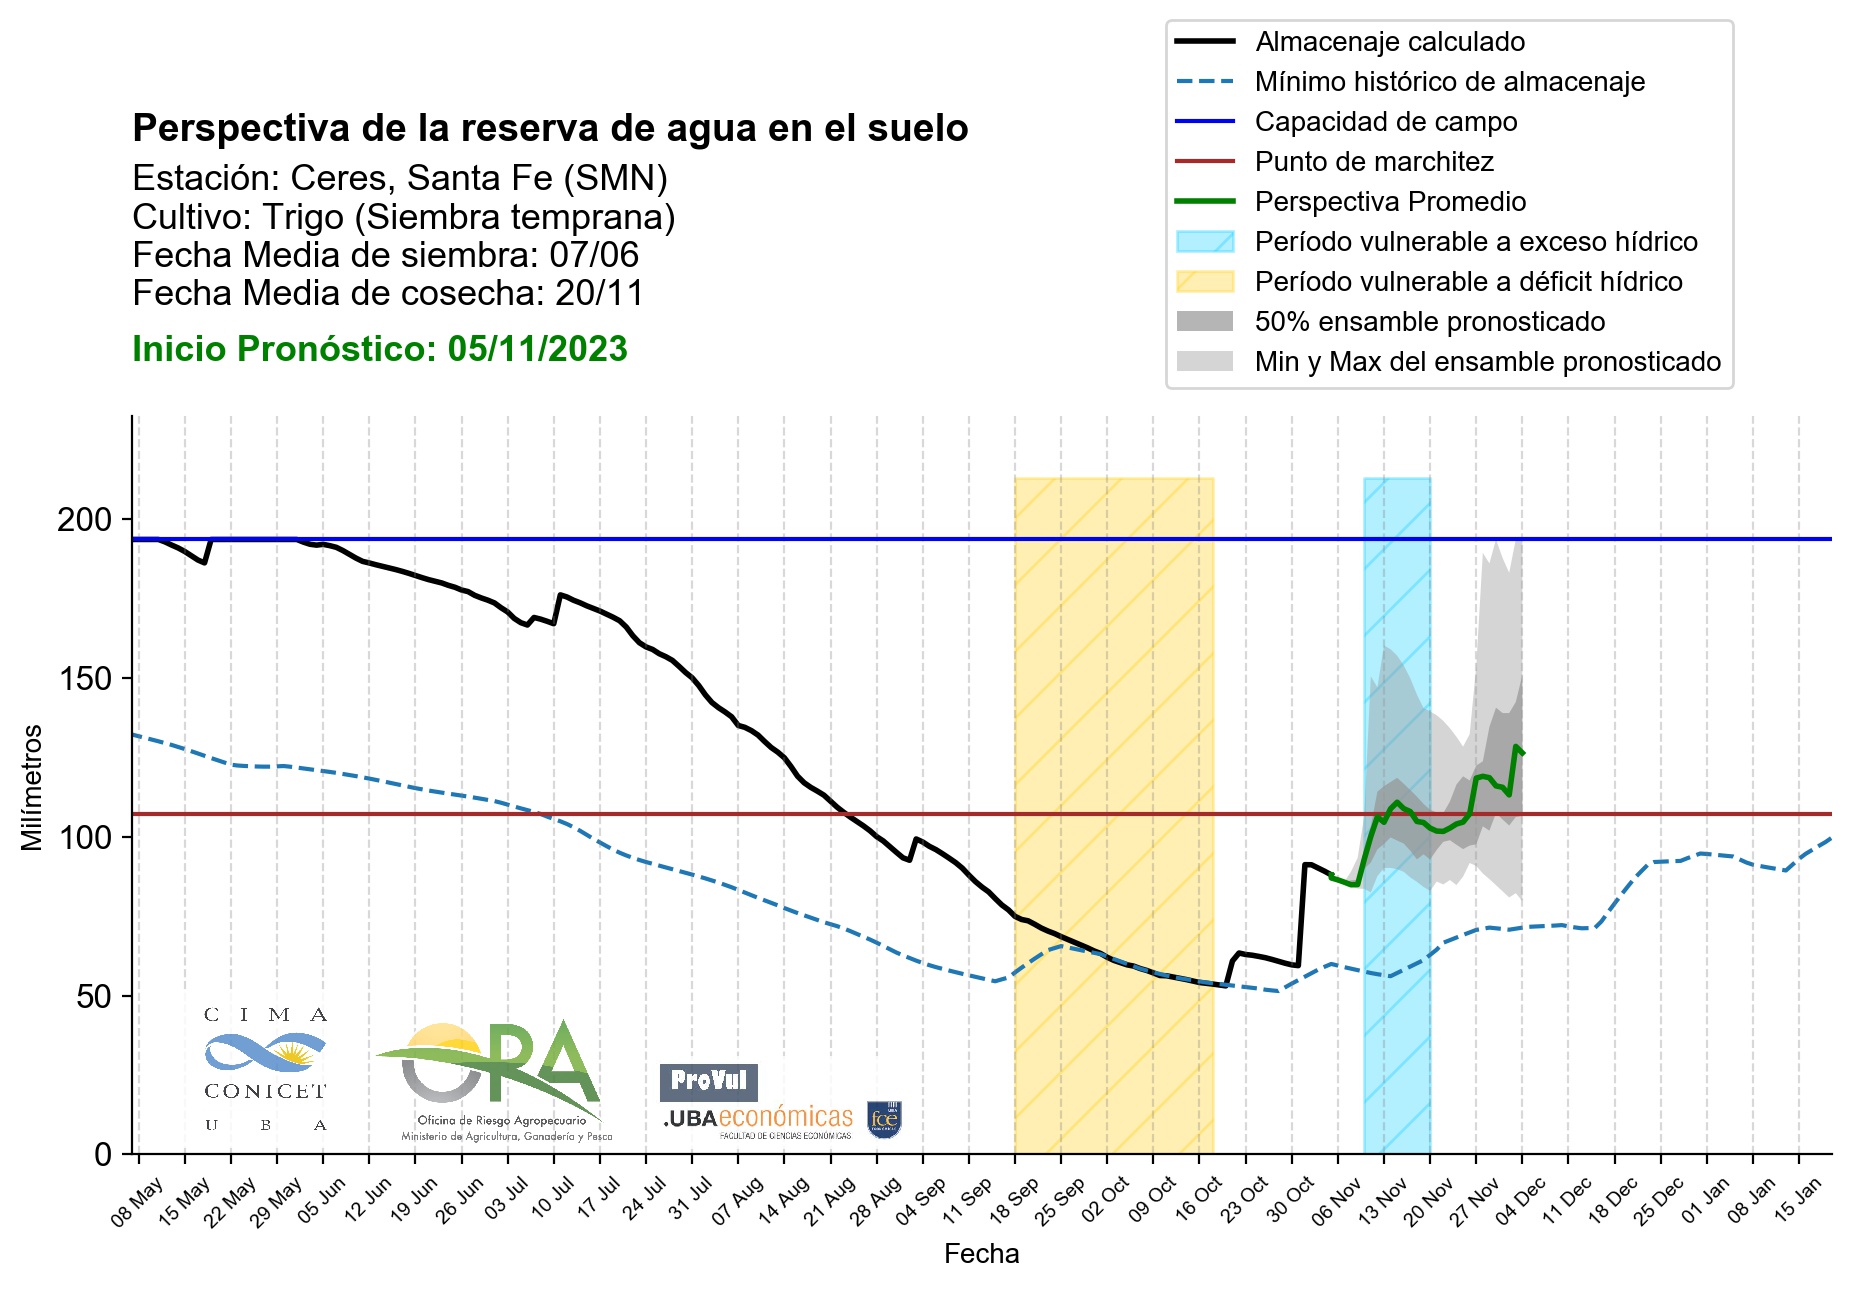 Almacenaje calculado
Mínimo histórico de almacenaje
Capacidad de campo
Punto de marchitez
Perspectiva Promedio
Período vulnerable a exceso hídrico
Período vulnerable a déficit hídrico
50% ensamble pronosticado
Min y Max del ensamble pronosticado
Perspectiva de la reserva de agua en el suelo
Estación: Ceres, Santa Fe (SMN)
Cultivo: Trigo (Siembra temprana)
Fecha Media de siembra: 07/06
Fecha Media de cosecha: 20/11
Inicio Pronóstico: 05/11/2023
200
150
100
50
0
Milímetros
CIMA
CONICET
UBA
ORA
Oficina de Riesgo Agropecuario
Ministerio de Agricultura, Ganadería y Pesca
ProVul
.UBAeconómicas
FACULTAD DE CIENCIAS ECONÓMICAS
fce
08 May
15 May
22 May
29 May
05 Jun
12 Jun
19 Jun
26 Jun
03 Jul
10 Jul
17 Jul
24 Jul
31 Jul
07 Aug
14 Aug
21 Aug
28 Aug
04 Sep
11 Sep
18 Sep
25 Sep
02 Oct
09 Oct
16 Oct
23 Oct
30 Oct
06 Nov
13 Nov
20 Nov
27 Nov
04 Dec
11 Dec
18 Dec
25 Dec
01 Jan
08 Jan
15 Jan
Fecha